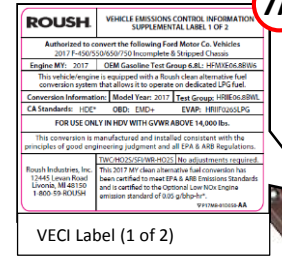 ROUSH.
VEHICLE EMISSIONS CONTROL INFORMATION
SUPPLEMENTAL LABEL 1 OF 2
Authorized to convert the following Ford Motor Co. Vehicles
2017 F-450/550/650/750 Incomplete & Stripped Chassis
Engine MY: 2017 OEM Gasoline Test Group 6.8L: HFMXE06.8BW6
This vehicle/engine is equipped with a Roush clean alternative fuel
conversion system that allows it to operate on dedicated LPG fuel.
Conversion Information: Model Year: 2017 Test Group: HRIIE06.8BWL
CA Standards: HDE* OBD: EMD+ EVAP: HRIIF0265LPG
FOR USE ONLY IN HDV WITH GVWR ABOVE 14,000 lbs.
This conversion is manufactured and installed consistent with the
principles of good engineering judgment and all EPA & ARB Regulations.
TWC/HO2S/SFI/WR-HO2S No adjustments required.
Roush Industries, Inc.
12445 Levan Road
Livonia, MI 48150
1-800-59-ROUSH
This 2017 MY clean alternative fuel conversion has
been certified to meet EPA & ARB Emissions Standards
and is certified to the Optional Low NOx Engine
emission standard of 0.05 g/bhp-hr*.
VECI Label (1 of 2)